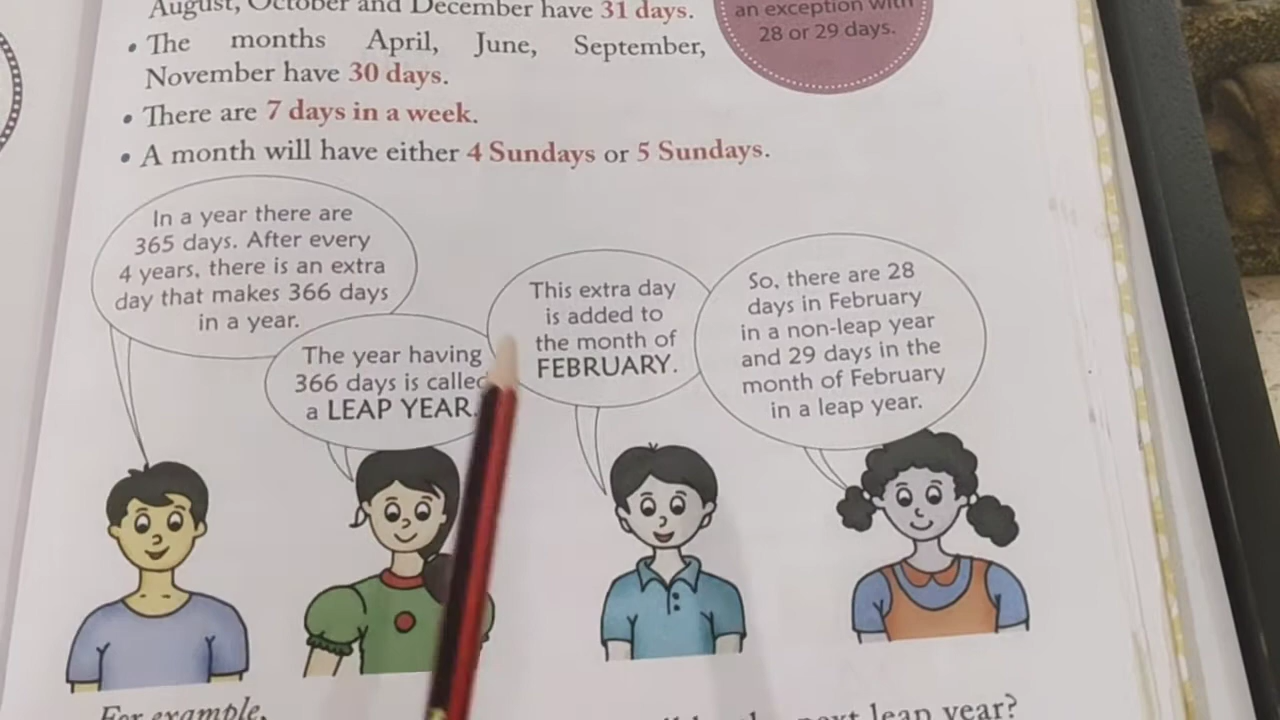 August, October and December have 31 days.
an exception with
28 or 29 days.
• The months April, June, September,
November have 30 days.
• There are 7 days in a week.
• A month will have either 4 Sundays or 5 Sundays.
In a year there are
365 days. After every
4 years, there is an extra
day that makes 366 days
in a year.
The year having
366 days is called
a LEAP YEAR.
This extra day
is added to
the month of
FEBRUARY.
So, there are 28
days in February
in a non-leap year
and 29 days in the
month of February
in a leap year.
For example,
next leap year?